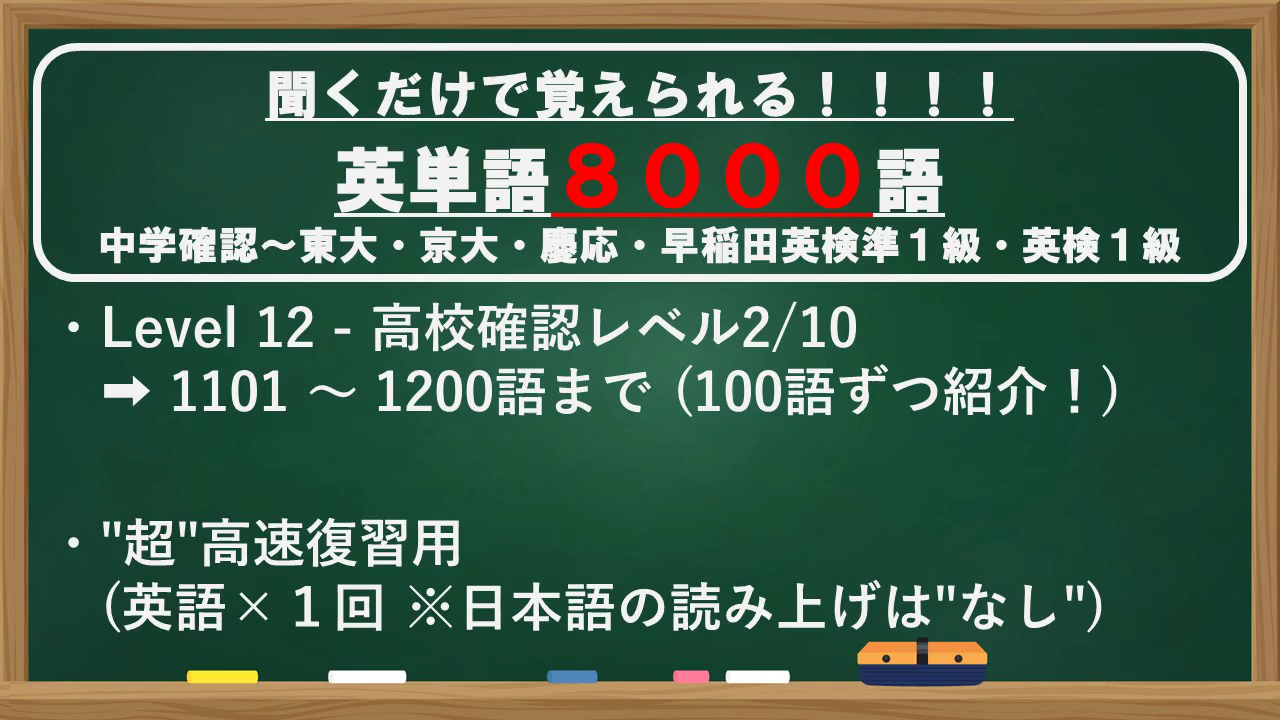 聞くだけで覚えられる！！！！
英単語８０００語
中学確認～東大・京大・慶応・早稲田英検準１級・英検１級
・Level 12 - 高校確認レベル2/10
➡ 1101 ～ 1200語まで (100語ずつ紹介！)
・"超"高速復習用
(英語×１回 ※日本語の読み上げは"なし")